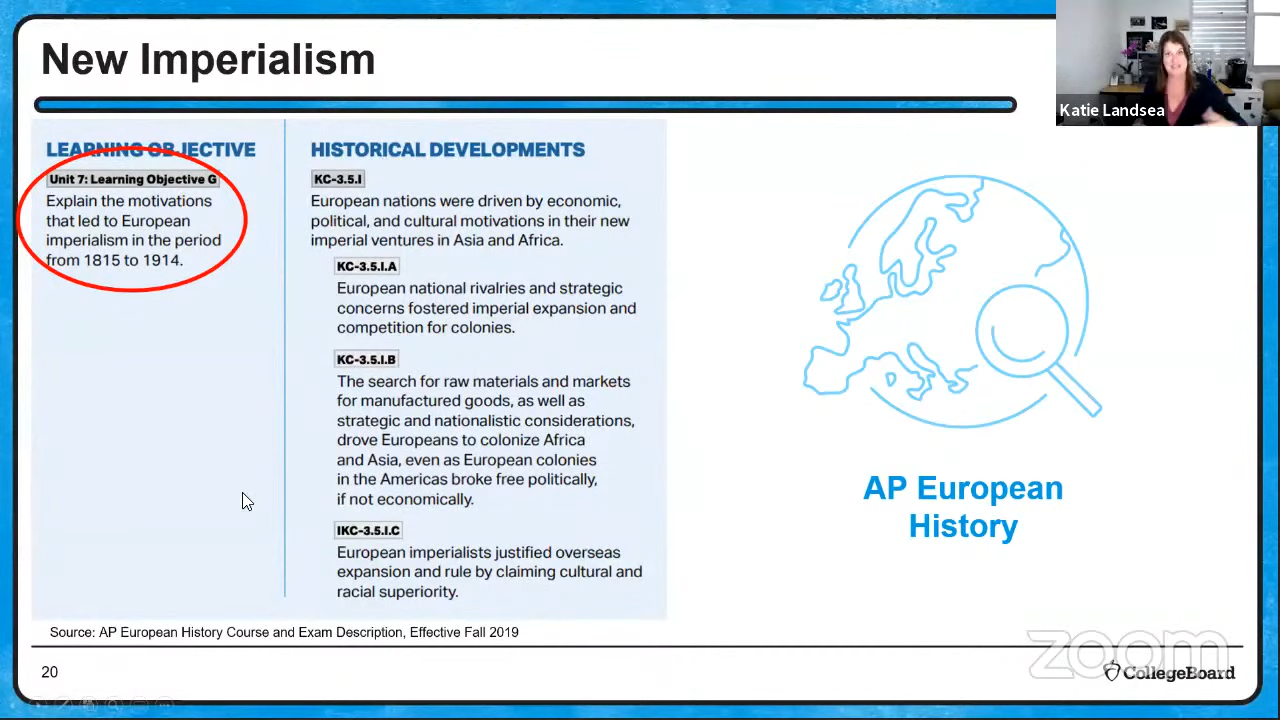 New Imperialism
Katie Landsea
LEARNING OBJECTIVE
Unit 7: Learning Objective G
Explain the motivations
that led to European
imperialism in the period
from 1815 to 1914.
HISTORICAL DEVELOPMENTS
KC-3.5.I
European nations were driven by economic,
political, and cultural motivations in their new
imperial ventures in Asia and Africa.
KC-3.5.I.A
European national rivalries and strategic
concerns fostered imperial expansion and
competition for colonies.
KC-3.5.I.B
The search for raw materials and markets
for manufactured goods, as well as
strategic and nationalistic considerations,
drove Europeans to colonize Africa
and Asia, even as European colonies
in the Americas broke free politically,
if not economically.
IKC-3.5.I.C
European imperialists justified overseas
expansion and rule by claiming cultural and
racial superiority.
AP European
History
Source: AP European History Course and Exam Description, Effective Fall 2019
20
zoom
CollegeBoard